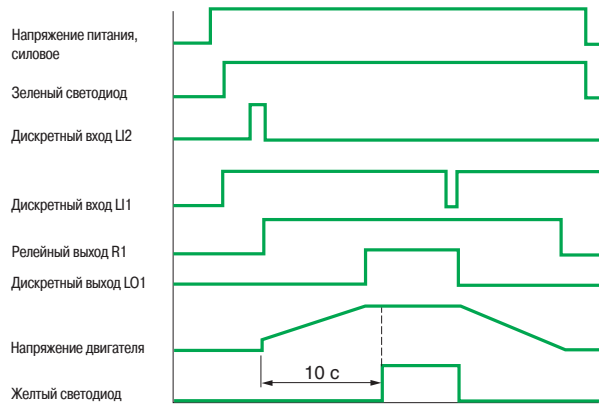 Напряжение питания,
силовое
Зеленый светодиод
Дискретный вход LI2
Дискретный вход LI1
Релейный выход R1
Дискретный выход LO1
Напряжение двигателя
10 с
Желтый светодиод